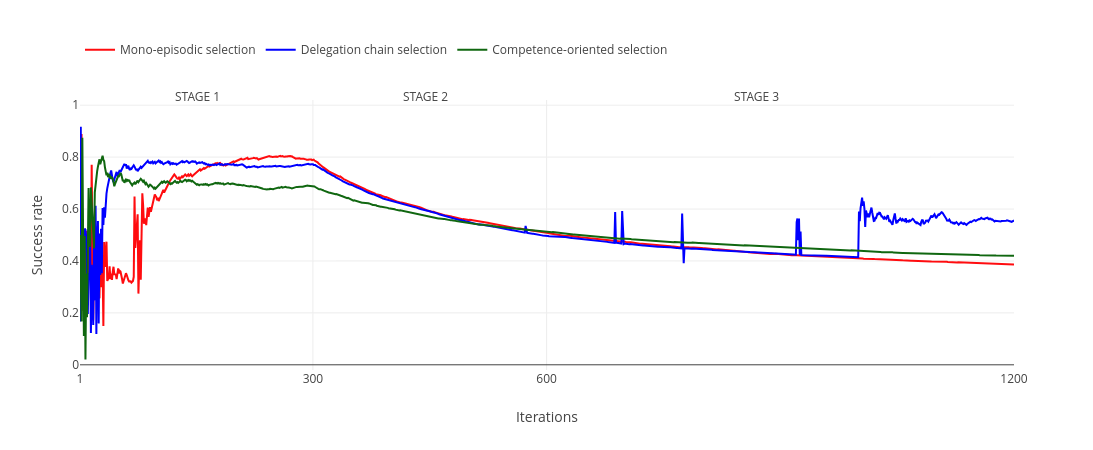 Mono-episodic selection Delegation chain selection Competence-oriented selection
STAGE 1 STAGE 2 STAGE 3
1
0.8
0.6
0.4
0.2
0
Success rate
1 300 600 1200
Iterations